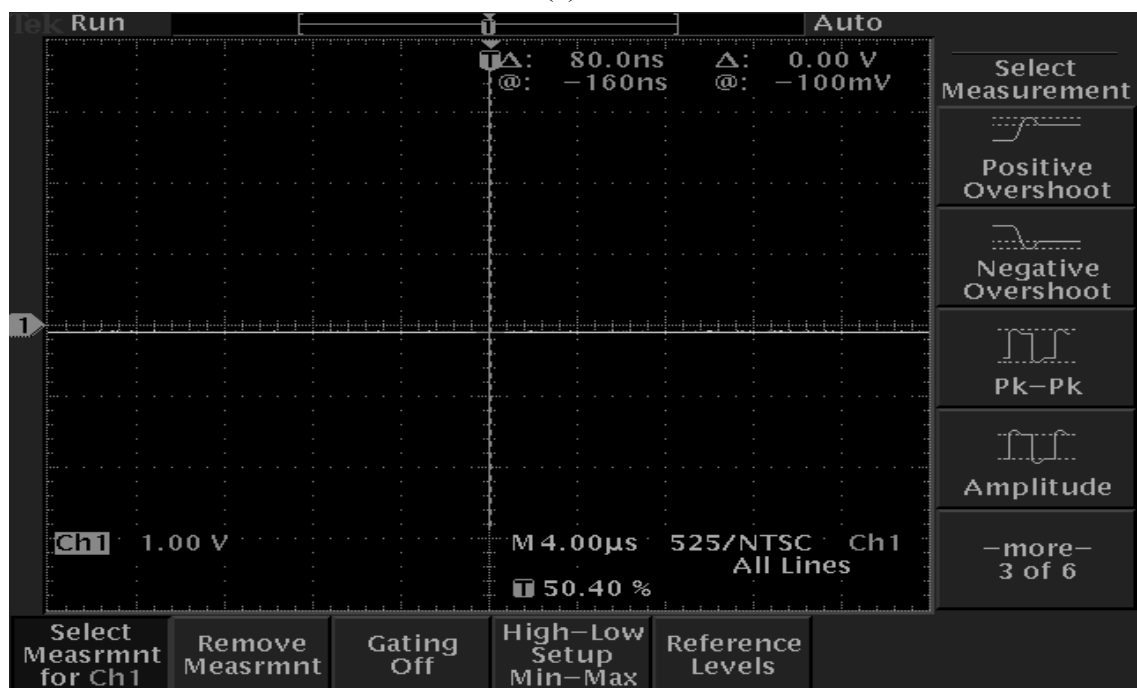 Tek Run
Auto
Δ: 80.0ns Δ: 0.00 V
@: −160ns @: −100mV
1
Ch1 1.00 V
M 4.00µs 525/NTSC Ch1
All Lines
T 50.40 %
Select
Measurement
Positive
Overshoot
Negative
Overshoot
Pk−Pk
Amplitude
−more−
3 of 6
Select
Measrmnt
for Ch1
Remove
Measrmnt
Gating
Off
High−Low
Setup
Min−Max
Reference
Levels